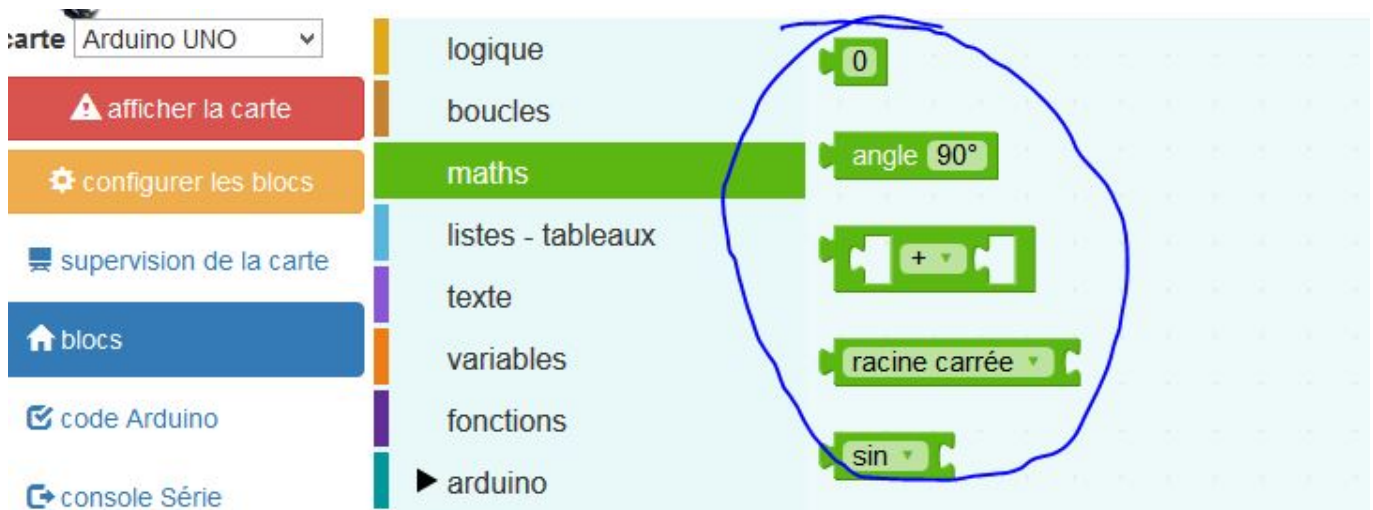 carte Arduino UNO
afficher la carte
configurer les blocs
supervision de la carte
blocs
code Arduino
console Série
logique
boucles
maths
listes - tableaux
texte
variables
fonctions
arduino
0
angle 90°
+
racine carrée
sin